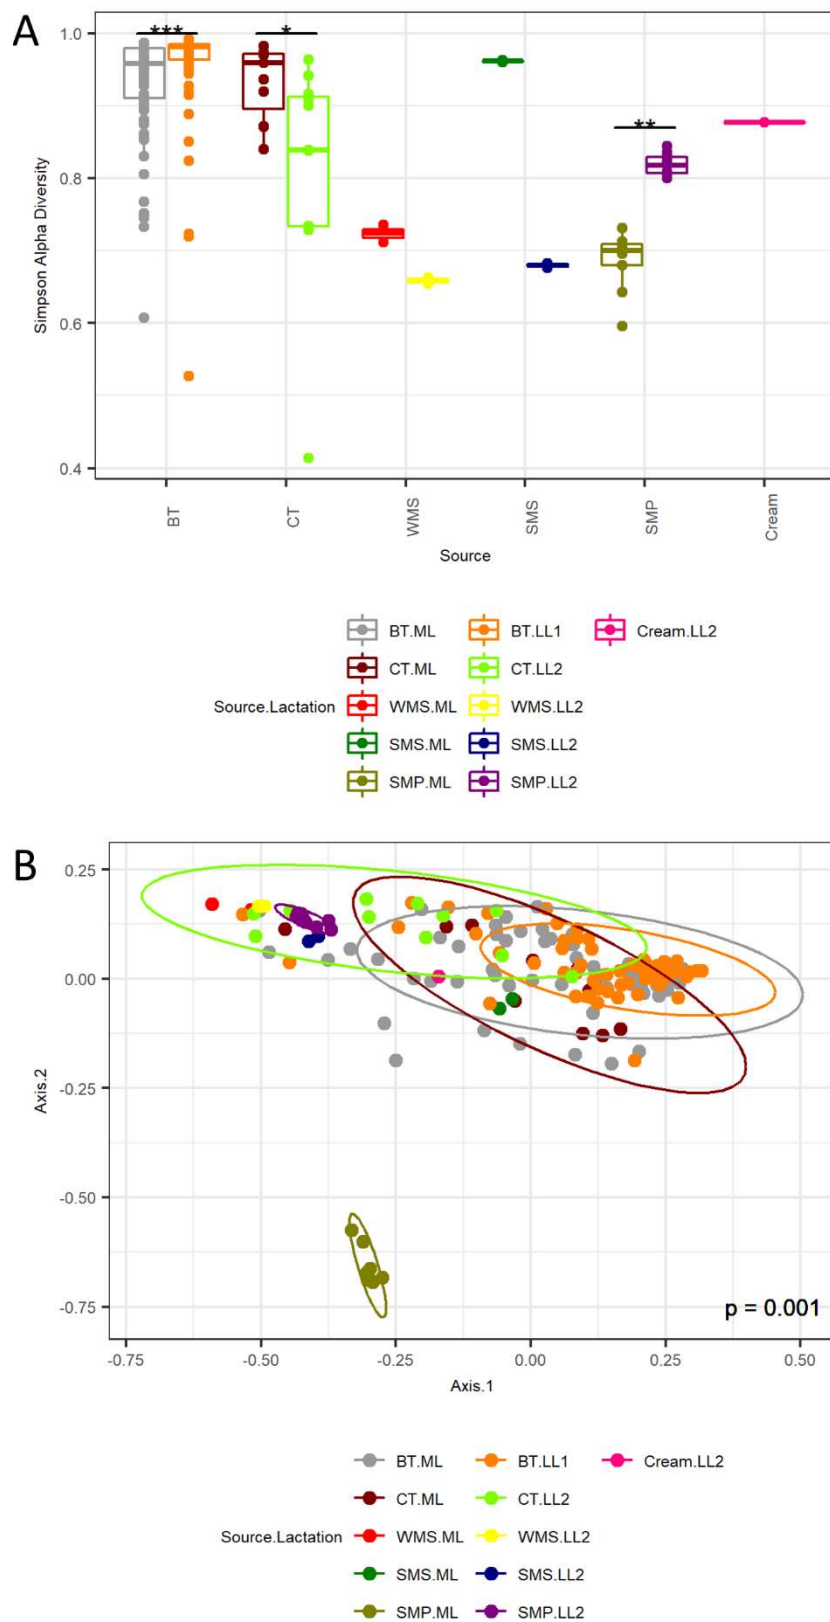 A
***
*
**
1.0
0.8
0.6
0.4
Simpson Alpha Diversity
BT
CT
WMS
SMS
SMP
Cream
Source
Source.Lactation
BT.ML
BT.LL1
Cream.LL2
CT.ML
CT.LL2
WMS.ML
WMS.LL2
SMS.ML
SMS.LL2
SMP.ML
SMP.LL2
B
0.25
0.00
-0.25
-0.50
-0.75
Axis.2
p = 0.001
-0.75
-0.50
-0.25
0.00
0.25
0.50
Axis.1
Source.Lactation
BT.ML
BT.LL1
Cream.LL2
CT.ML
CT.LL2
WMS.ML
WMS.LL2
SMS.ML
SMS.LL2
SMP.ML
SMP.LL2